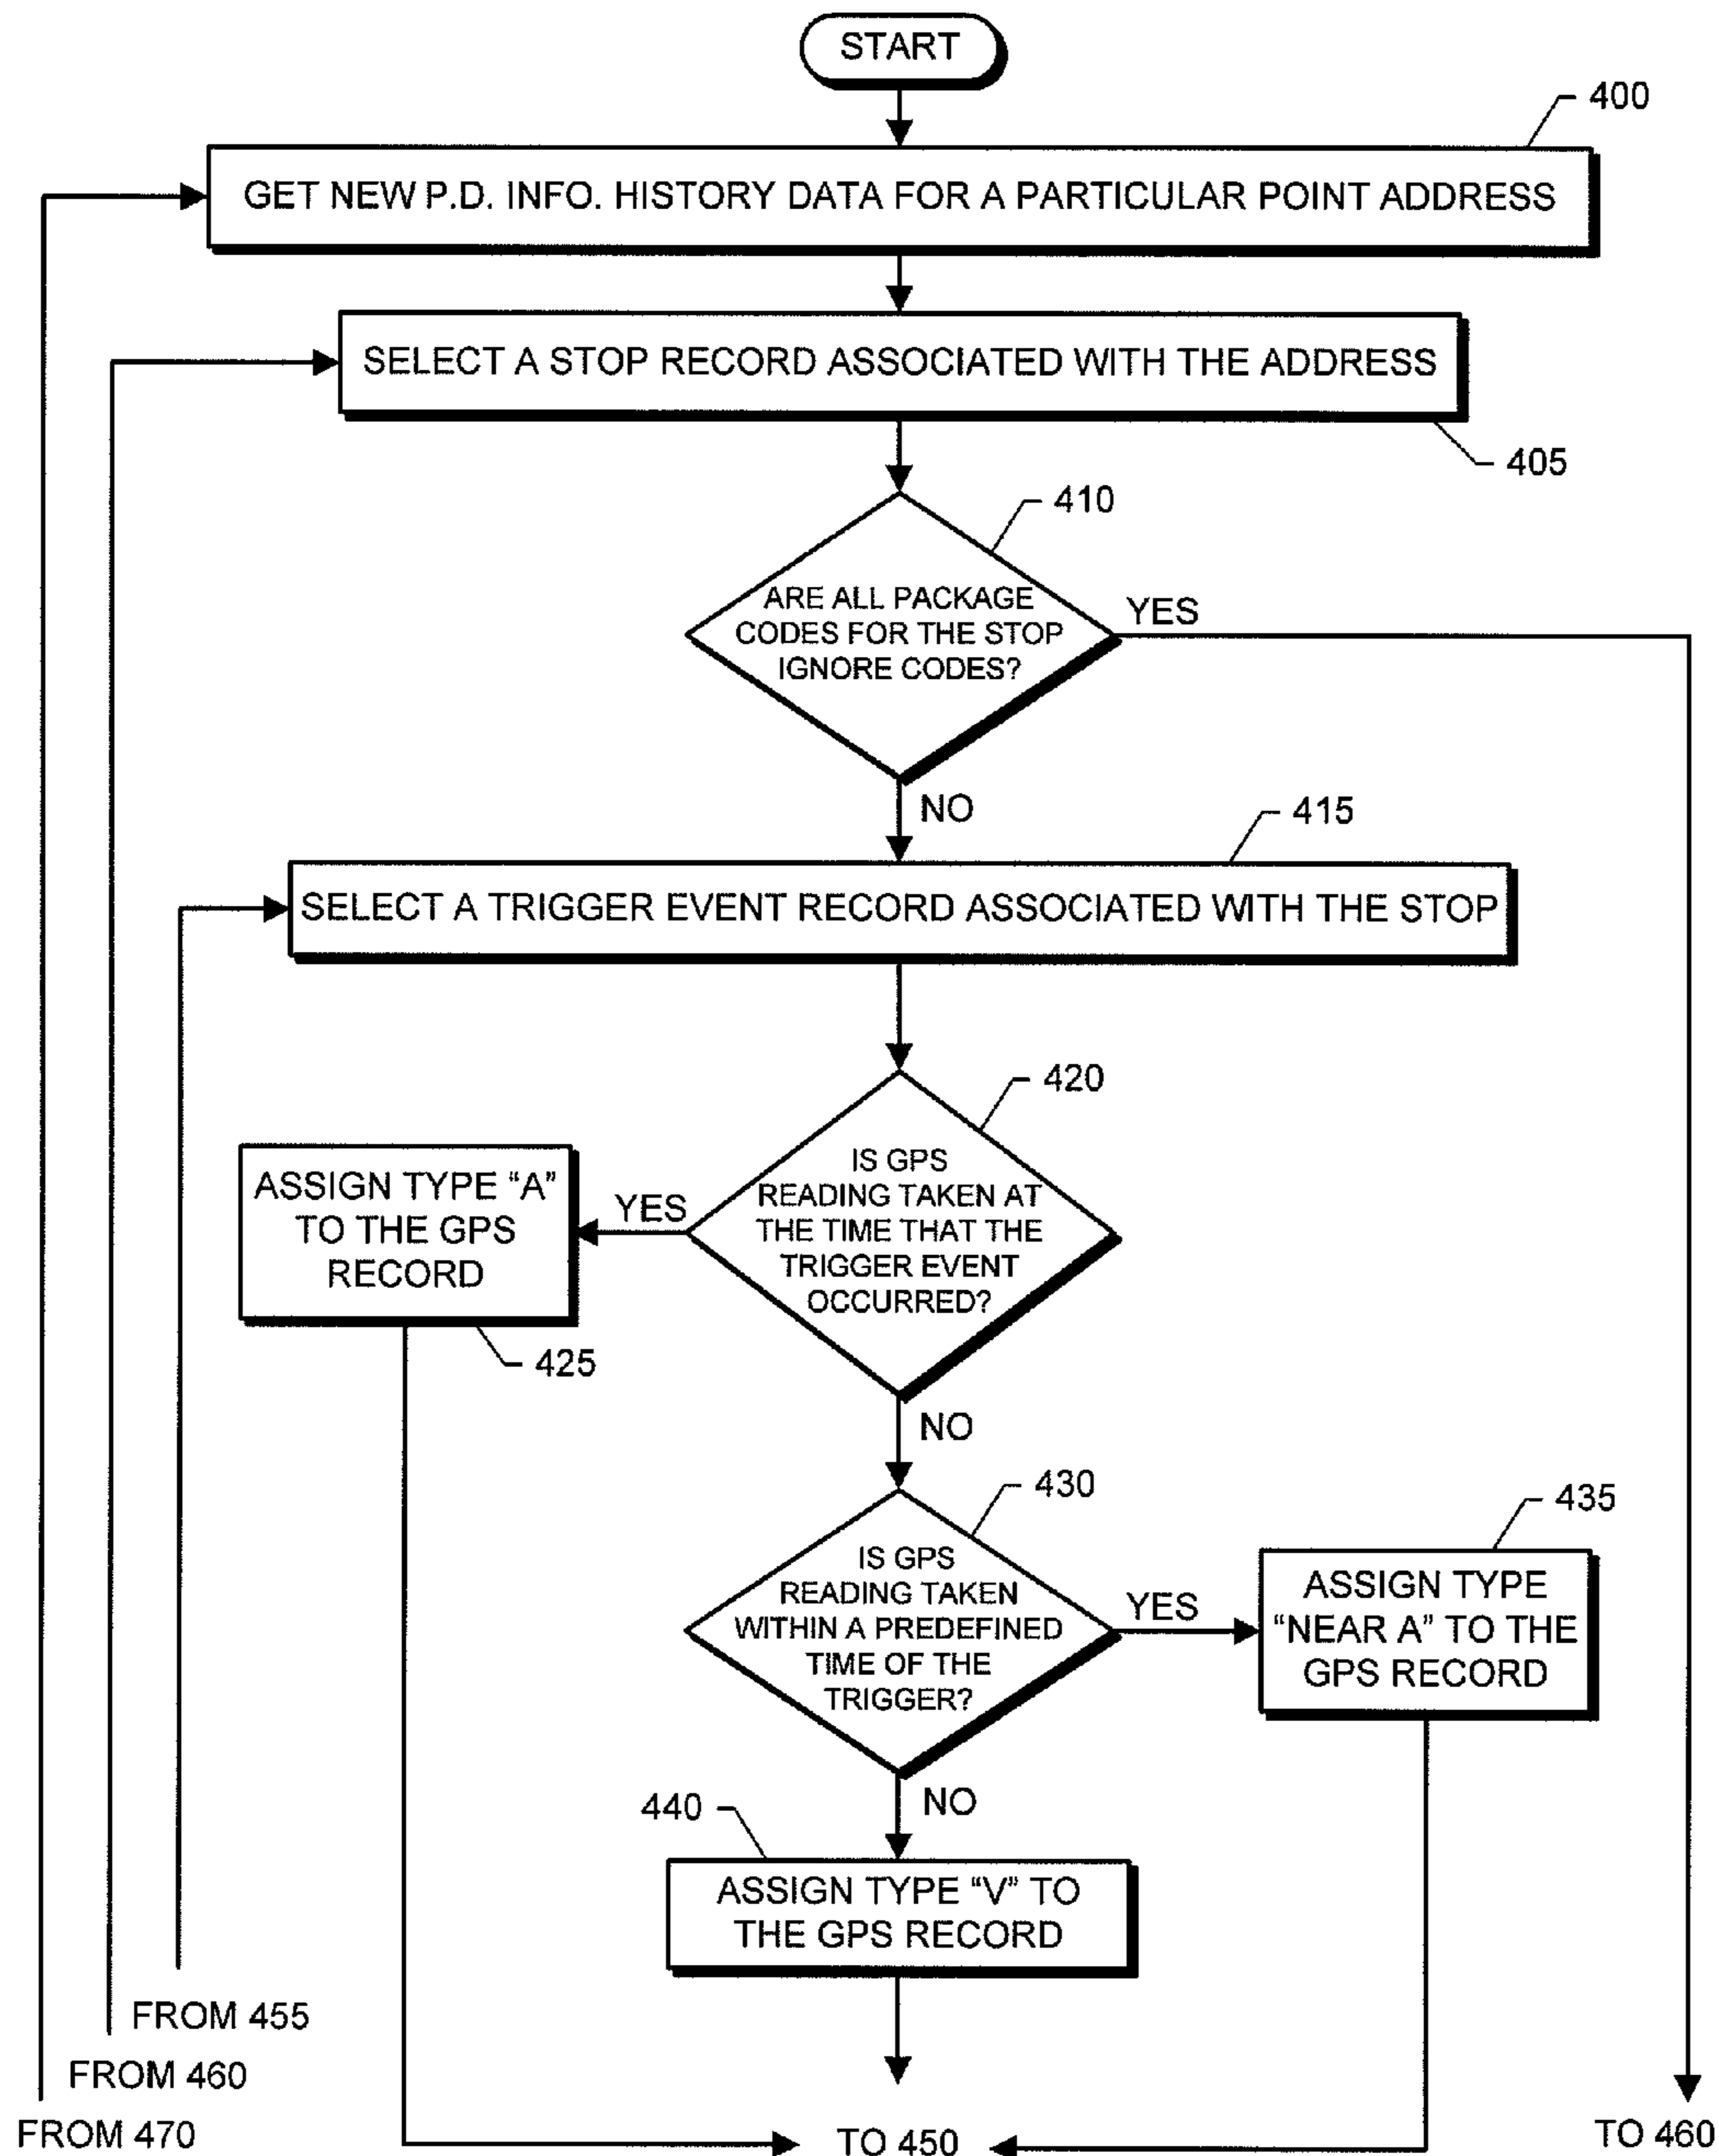 START
400
GET NEW P.D. INFO. HISTORY DATA FOR A PARTICULAR POINT ADDRESS
SELECT A STOP RECORD ASSOCIATED WITH THE ADDRESS
405
410
ARE ALL PACKAGE
CODES FOR THE STOP
IGNORE CODES?
YES
NO
415
SELECT A TRIGGER EVENT RECORD ASSOCIATED WITH THE STOP
420
IS GPS
READING TAKEN AT
THE TIME THAT THE
TRIGGER EVENT
OCCURRED?
YES
ASSIGN TYPE “A”
TO THE GPS
RECORD
425
NO
430
IS GPS
READING TAKEN
WITHIN A PREDEFINED
TIME OF THE
TRIGGER?
YES
435
ASSIGN TYPE
“NEAR A” TO THE
GPS RECORD
NO
440
ASSIGN TYPE “V” TO
THE GPS RECORD
FROM 455
FROM 460
FROM 470
TO 450
TO 460